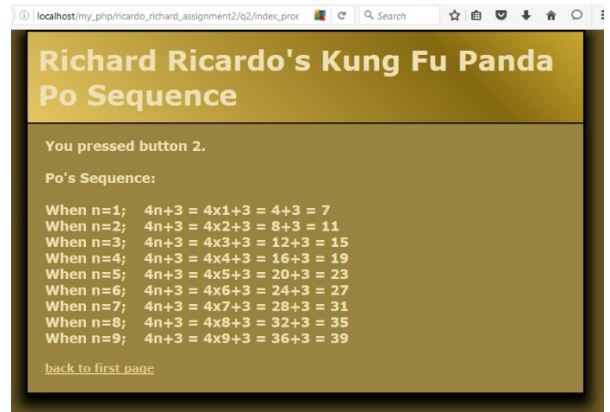 localhost/my_php/ricardo_richard_assignment2/q2/index_proc
Search
Richard Ricardo's Kung Fu Panda
Po Sequence
You pressed button 2.
Po's Sequence:
When n=1; 4n+3 = 4x1+3 = 4+3 = 7
When n=2; 4n+3 = 4x2+3 = 8+3 = 11
When n=3; 4n+3 = 4x3+3 = 12+3 = 15
When n=4; 4n+3 = 4x4+3 = 16+3 = 19
When n=5; 4n+3 = 4x5+3 = 20+3 = 23
When n=6; 4n+3 = 4x6+3 = 24+3 = 27
When n=7; 4n+3 = 4x7+3 = 28+3 = 31
When n=8; 4n+3 = 4x8+3 = 32+3 = 35
When n=9; 4n+3 = 4x9+3 = 36+3 = 39
back to first page